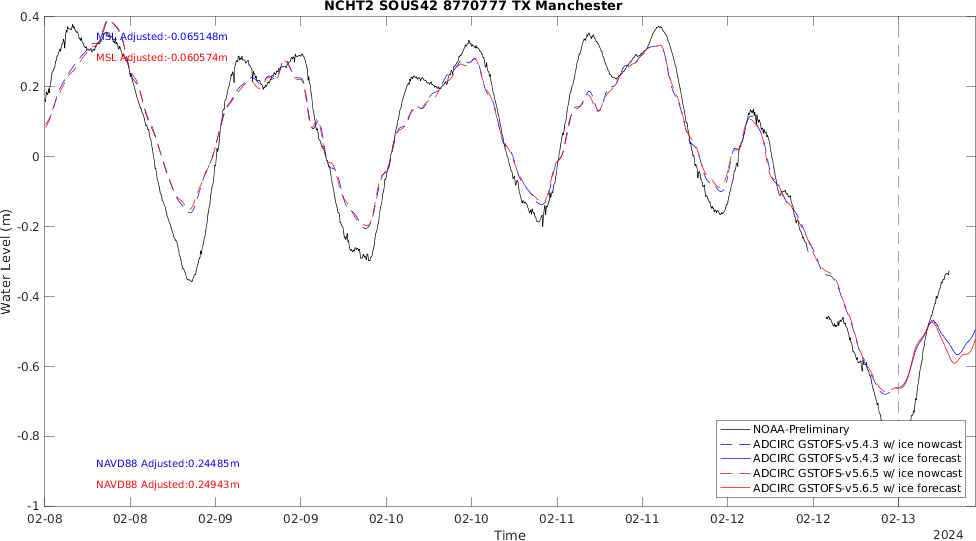 NCHT2 SOUS42 8770777 TX Manchester
0.4
MSL Adjusted:-0.065148m
MSL Adjusted:-0.060574m
0.2
0
-0.2
Water Level (m)
-0.4
-0.6
-0.8
NOAA-Preliminary
ADCIRC GSTOFS-v5.4.3 w/ ice nowcast
ADCIRC GSTOFS-v5.4.3 w/ ice forecast
ADCIRC GSTOFS-v5.6.5 w/ ice nowcast
ADCIRC GSTOFS-v5.6.5 w/ ice forecast
NAVD88 Adjusted:0.24485m
NAVD88 Adjusted:0.24943m
-1
02-08 02-08 02-09 02-09 02-10 02-10 02-11 02-11 02-12 02-12 02-13
Time
2024